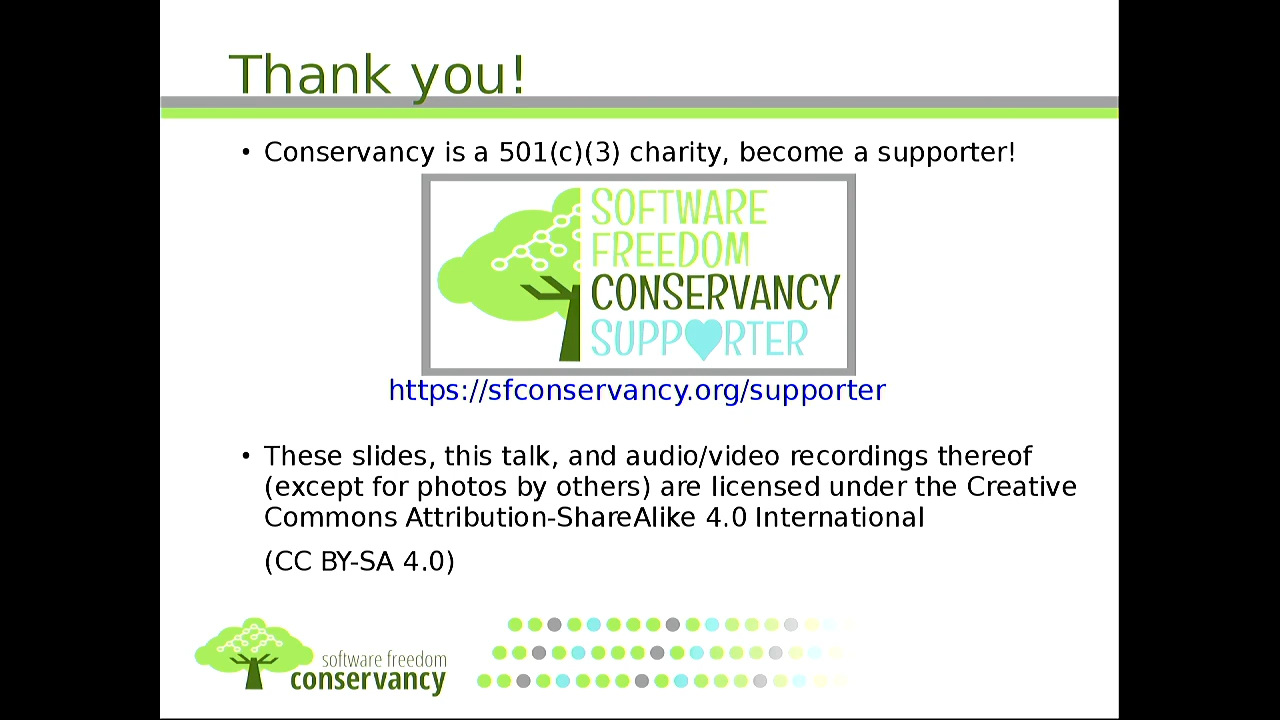 Thank you!
• Conservancy is a 501(c)(3) charity, become a supporter!
SOFTWARE
FREEDOM
CONSERVANCY
SUPP♥RTER
https://sfconservancy.org/supporter
• These slides, this talk, and audio/video recordings thereof
(except for photos by others) are licensed under the Creative
Commons Attribution-ShareAlike 4.0 International
(CC BY-SA 4.0)
software freedom
conservancy